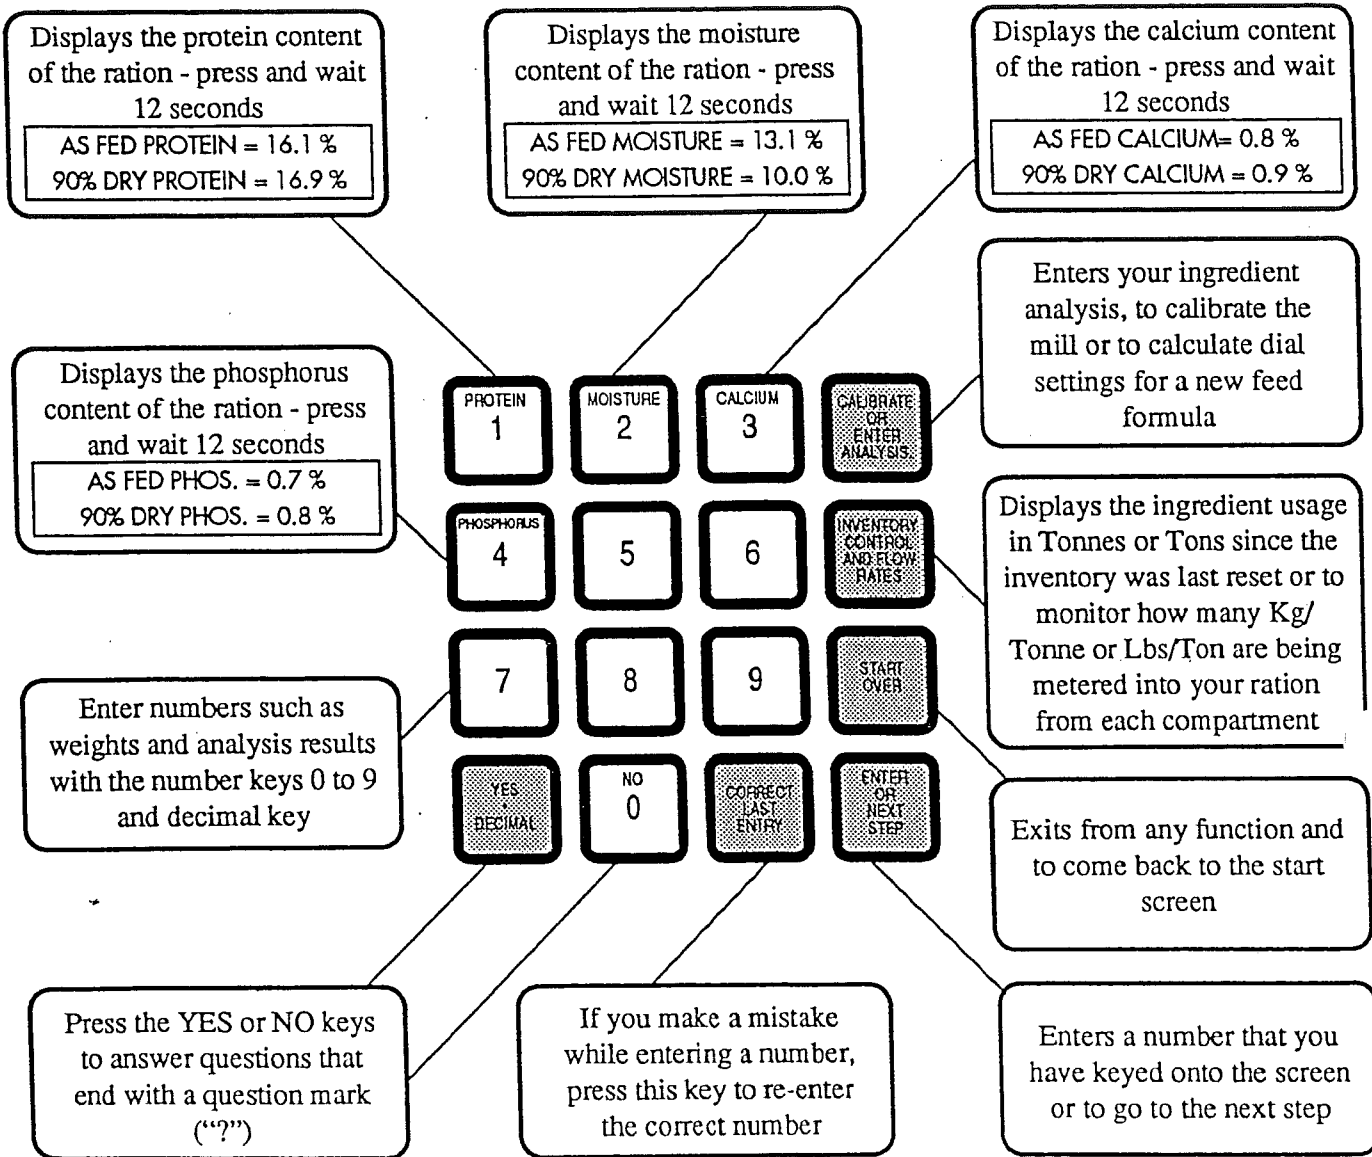 Displays the protein content
of the ration - press and wait
12 seconds
AS FED PROTEIN = 16.1 %
90% DRY PROTEIN = 16.9 %
Displays the moisture
content of the ration - press
and wait 12 seconds
AS FED MOISTURE = 13.1 %
90% DRY MOISTURE = 10.0 %
Displays the calcium content
of the ration - press and wait
12 seconds
AS FED CALCIUM= 0.8 %
90% DRY CALCIUM = 0.9 %
Enters your ingredient
analysis, to calibrate the
mill or to calculate dial
settings for a new feed
formula
Displays the phosphorus
content of the ration - press
and wait 12 seconds
AS FED PHOS. = 0.7 %
90% DRY PHOS. = 0.8 %
PROTEIN
1
MOISTURE
2
CALCIUM
3
CALIBRATE
OR
ENTER
ANALYSIS
PHOSPHORUS
4
5
6
INVENTORY
CONTROL
AND FLOW
RATES
Displays the ingredient usage
in Tonnes or Tons since the
inventory was last reset or to
monitor how many Kg/
Tonne or Lbs/Ton are being
metered into your ration
from each compartment
7
8
9
START
OVER
Enter numbers such as
weights and analysis results
with the number keys 0 to 9
and decimal key
YES
•
DECIMAL
NO
0
CORRECT
LAST
ENTRY
ENTER
OR
NEXT
STEP
Exits from any function and
to come back to the start
screen
Press the YES or NO keys
to answer questions that
end with a question mark
(“?”)
If you make a mistake
while entering a number,
press this key to re-enter
the correct number
Enters a number that you
have keyed onto the screen
or to go to the next step